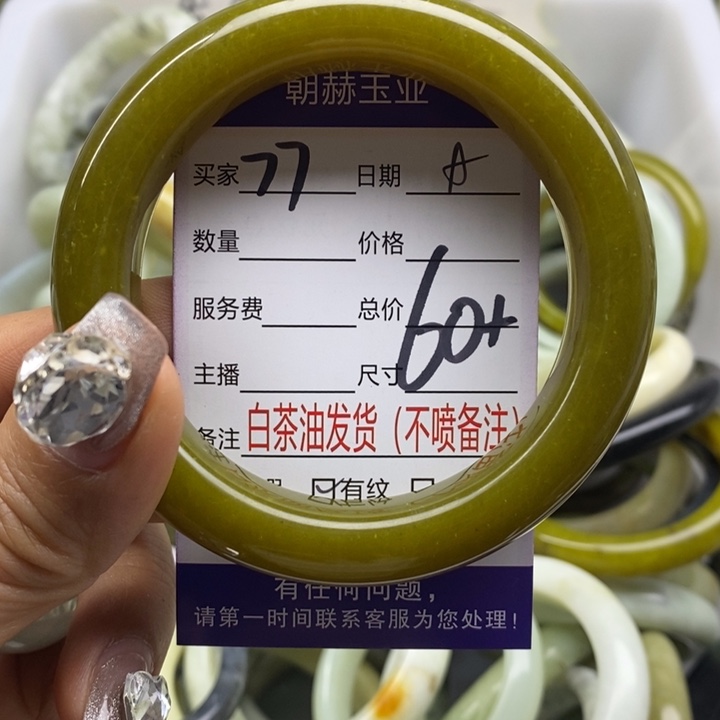 朝赫玉业
买家 77 日期 A
数量 价格
服务费 总价 60+
主播 尺寸
备注 白茶油发货（不喷备注）
有纹
有任何问题，
请第一时间联系客服为您处理！